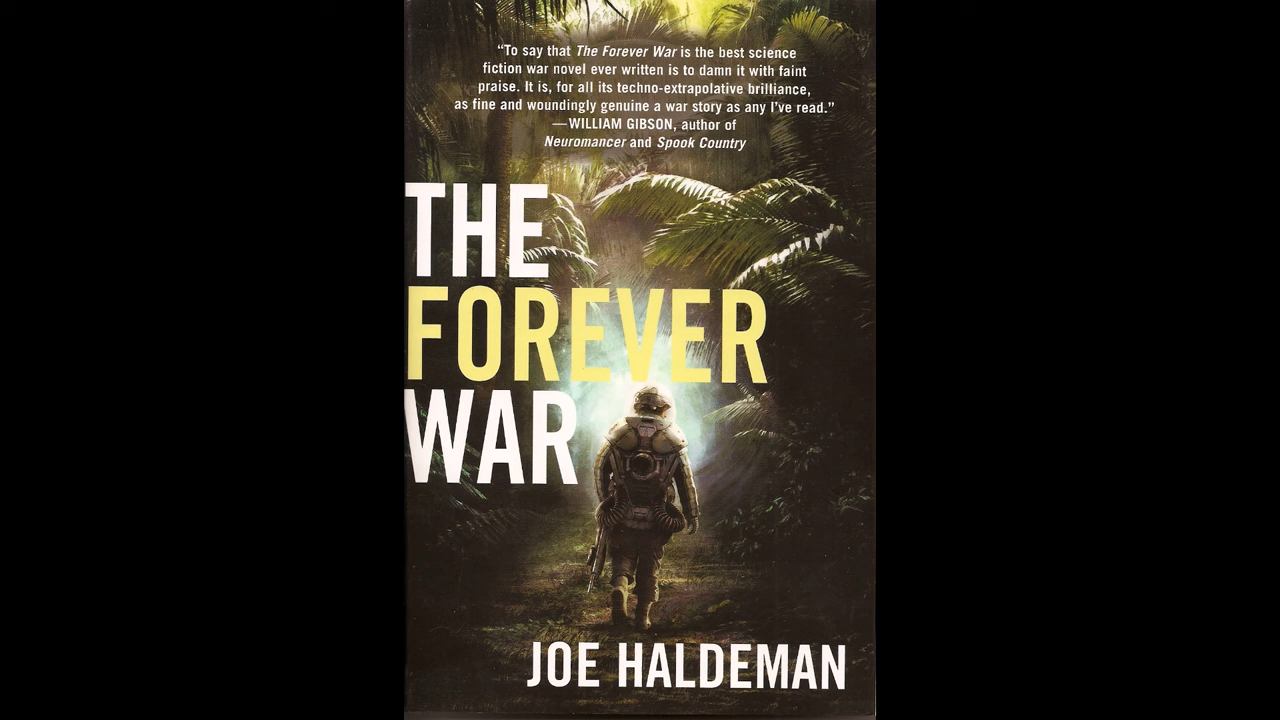 “To say that The Forever War is the best science
fiction war novel ever written is to damn it with faint
praise. It is, for all its techno-extrapolative brilliance,
as fine and woundingly genuine a war story as any I’ve read.”
—WILLIAM GIBSON, author of
Neuromancer and Spook Country
THE
FOREVER
WAR
JOE HALDEMAN